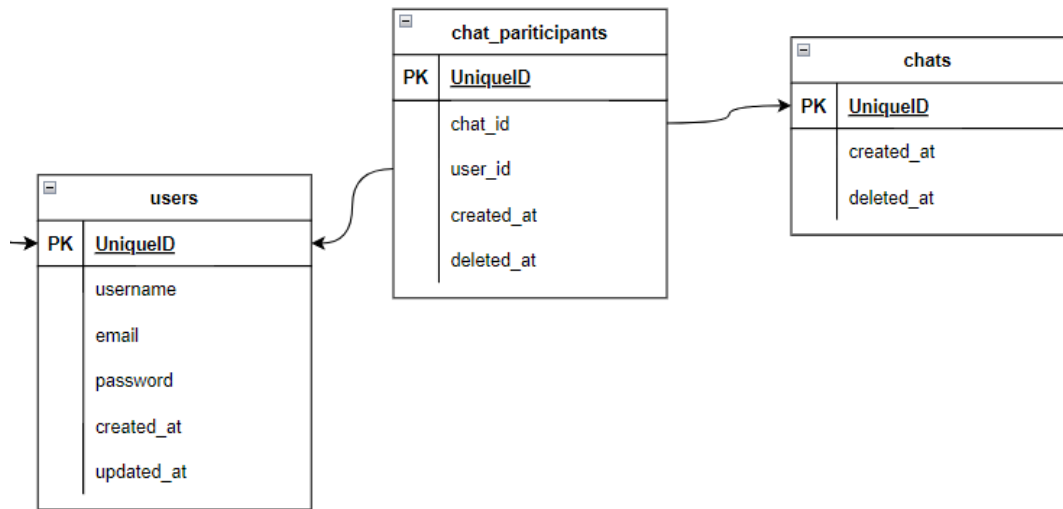 chat_pariticipants
PK UniqueID
chat_id
user_id
created_at
deleted_at
chats
PK UniqueID
created_at
deleted_at
users
PK UniqueID
username
email
password
created_at
updated_at